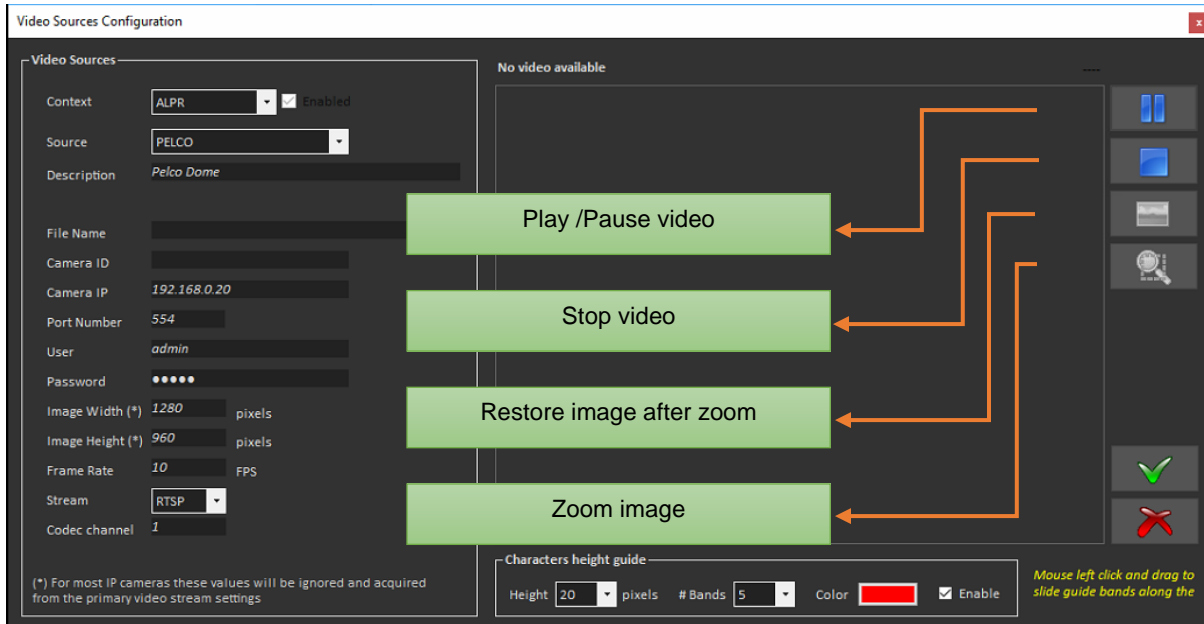 Video Sources Configuration
x
Video Sources
Context ALPR Enabled
Source PELCO
Description Pelco Dome
File Name
Camera ID
Camera IP 192.168.0.20
Port Number 554
User admin
Password •••••
Image Width (*) 1280 pixels
Image Height (*) 960 pixels
Frame Rate 10 FPS
Stream RTSP
Codec channel 1
(*) For most IP cameras these values will be ignored and acquired
from the primary video stream settings
No video available ----
Play /Pause video
Stop video
Restore image after zoom
Zoom image
Characters height guide
Height 20 pixels # Bands 5 Color Enable
Mouse left click and drag to
slide guide bands along the